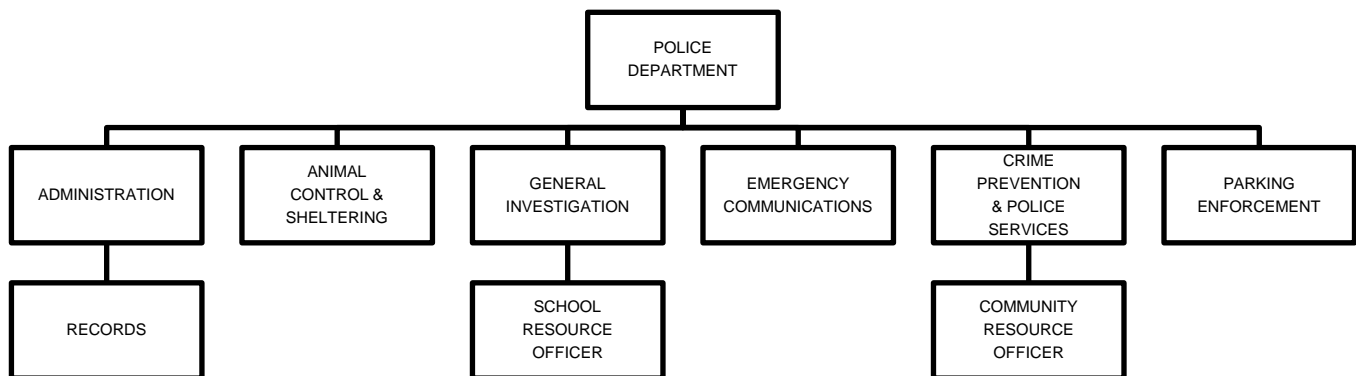 POLICE
DEPARTMENT
ADMINISTRATION
ANIMAL
CONTROL &
SHELTERING
GENERAL
INVESTIGATION
EMERGENCY
COMMUNICATIONS
CRIME
PREVENTION
& POLICE
SERVICES
PARKING
ENFORCEMENT
RECORDS
SCHOOL
RESOURCE
OFFICER
COMMUNITY
RESOURCE
OFFICER